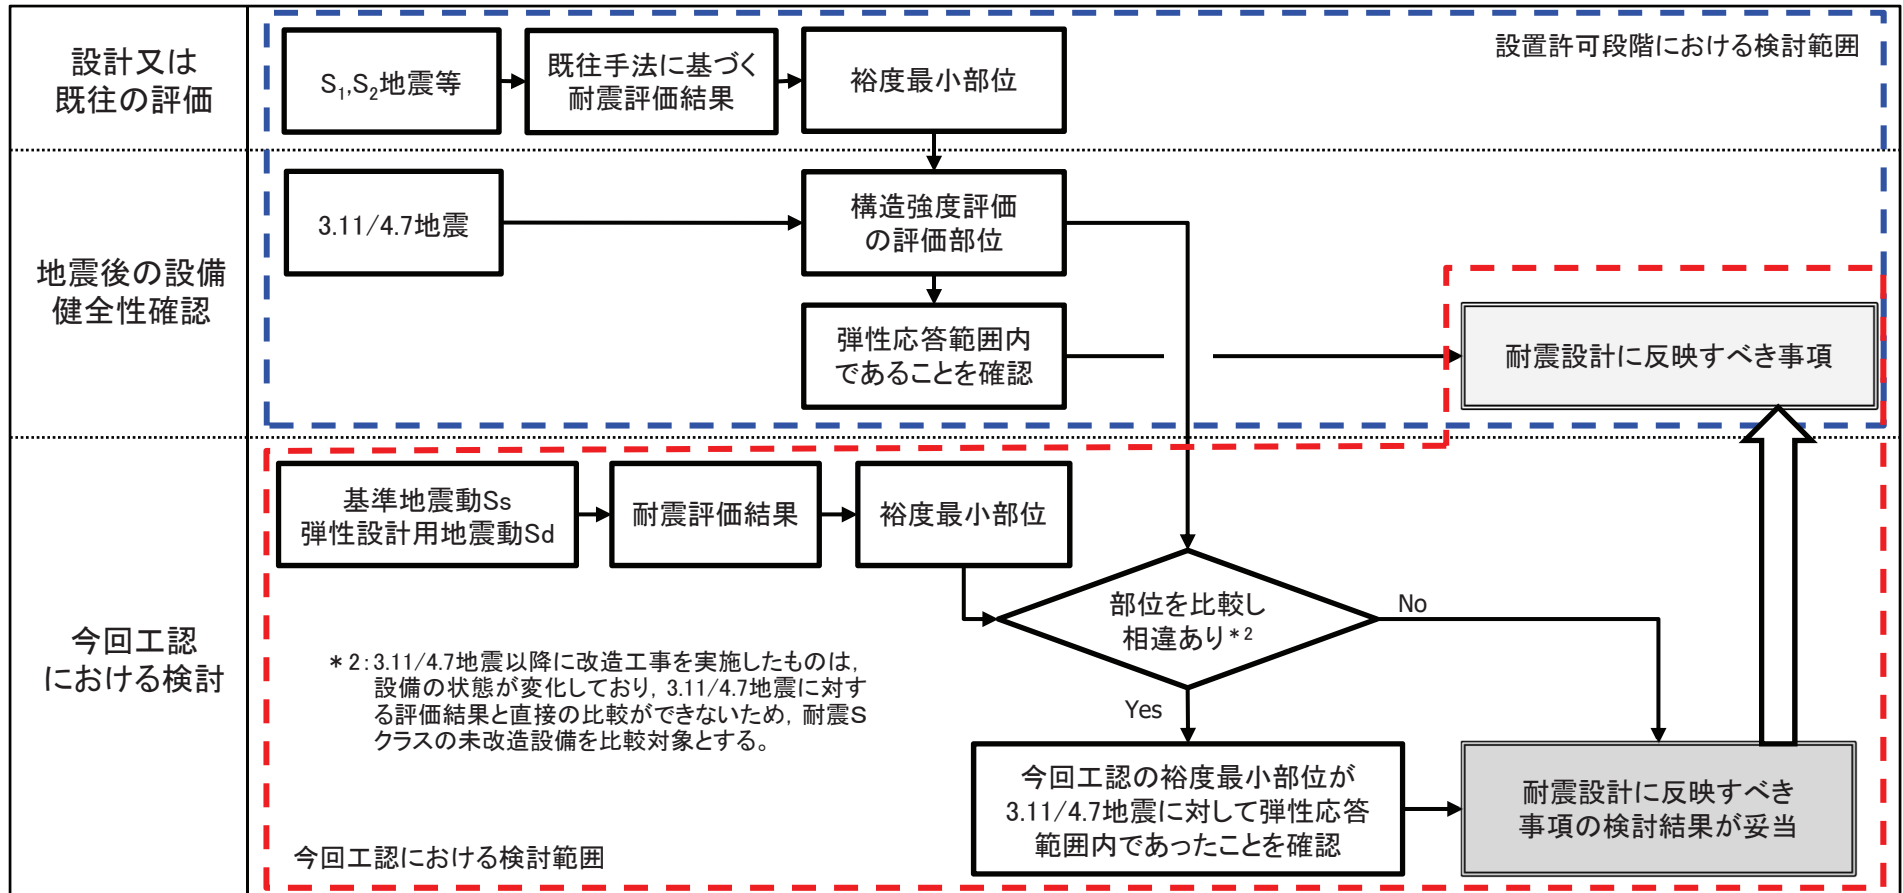 設計又は
既往の評価
S1,S2地震等
既往手法に基づく
耐震評価結果
裕度最小部位
設置許可段階における検討範囲
地震後の設備
健全性確認
3.11/4.7地震
構造強度評価
の評価部位
弾性応答範囲内
であることを確認
耐震設計に反映すべき事項
今回工認
における検討
基準地震動Ss
弾性設計用地震動Sd
耐震評価結果
裕度最小部位
部位を比較し
相違あり*2
No
Yes
*2:3.11/4.7地震以降に改造工事を実施したものは,
設備の状態が変化しており,3.11/4.7地震に対す
る評価結果と直接の比較ができないため,耐震S
クラスの未改造設備を比較対象とする。
今回工認の裕度最小部位が
3.11/4.7地震に対して弾性応答
範囲内であったことを確認
耐震設計に反映すべき
事項の検討結果が妥当
今回工認における検討範囲